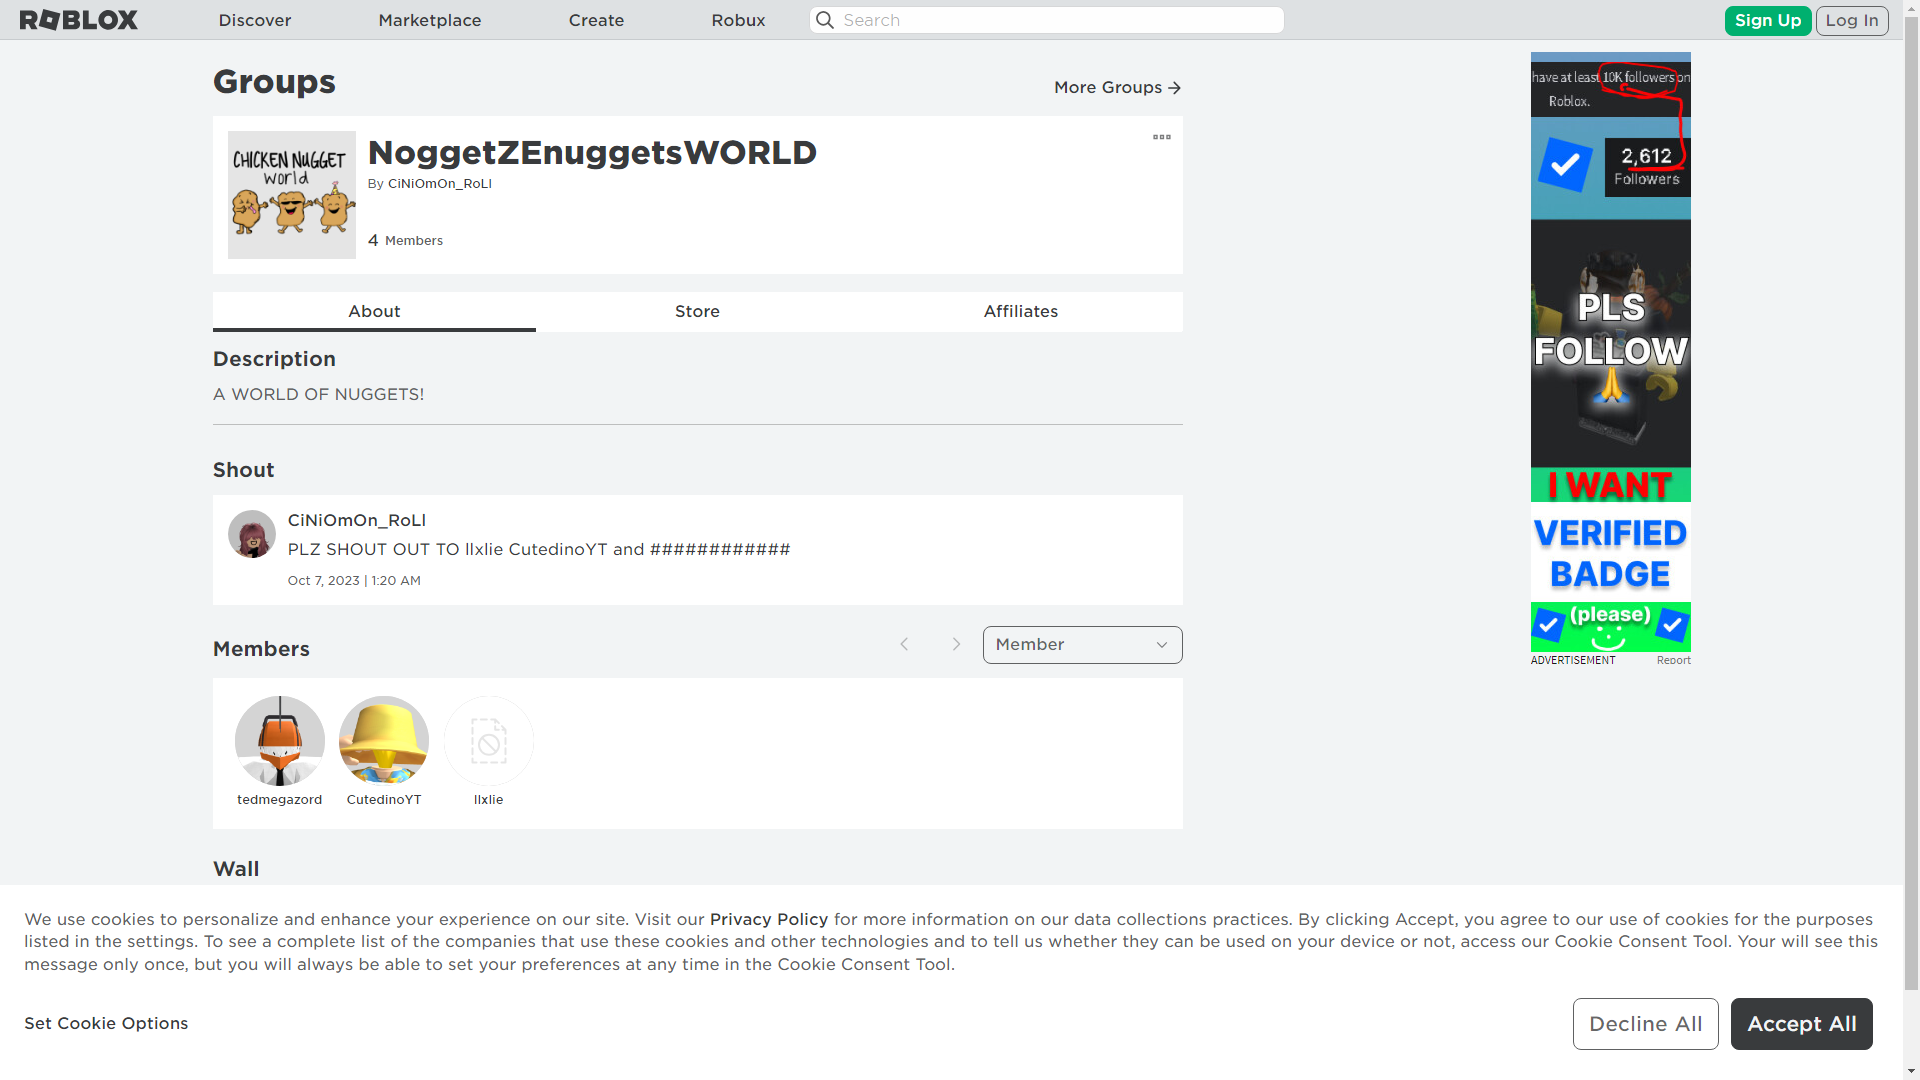 ROBLOX
Discover
Marketplace
Create
Robux
Search
Sign Up
Log In
Groups
More Groups
CHICKEN NUGGET
world
NoggetZEnuggetsWORLD
By CiNiOmOn_RoLl
4 Members
About
Store
Affiliates
Description
A WORLD OF NUGGETS!
Shout
CiNiOmOn_RoLl
PLZ SHOUT OUT TO llxlie CutedinoYT and ############
Oct 7, 2023 | 1:20 AM
Members
Member
tedmegazord
CutedinoYT
llxlie
Wall
have at least 10K followers on
Roblox.
2,612
Followers
PLS
FOLLOW
I WANT
VERIFIED
BADGE
(please)
ADVERTISEMENT
Report
We use cookies to personalize and enhance your experience on our site. Visit our Privacy Policy for more information on our data collections practices. By clicking Accept, you agree to our use of cookies for the purposes
listed in the settings. To see a complete list of the companies that use these cookies and other technologies and to tell us whether they can be used on your device or not, access our Cookie Consent Tool. Your will see this
message only once, but you will always be able to set your preferences at any time in the Cookie Consent Tool.
Set Cookie Options
Decline All
Accept All